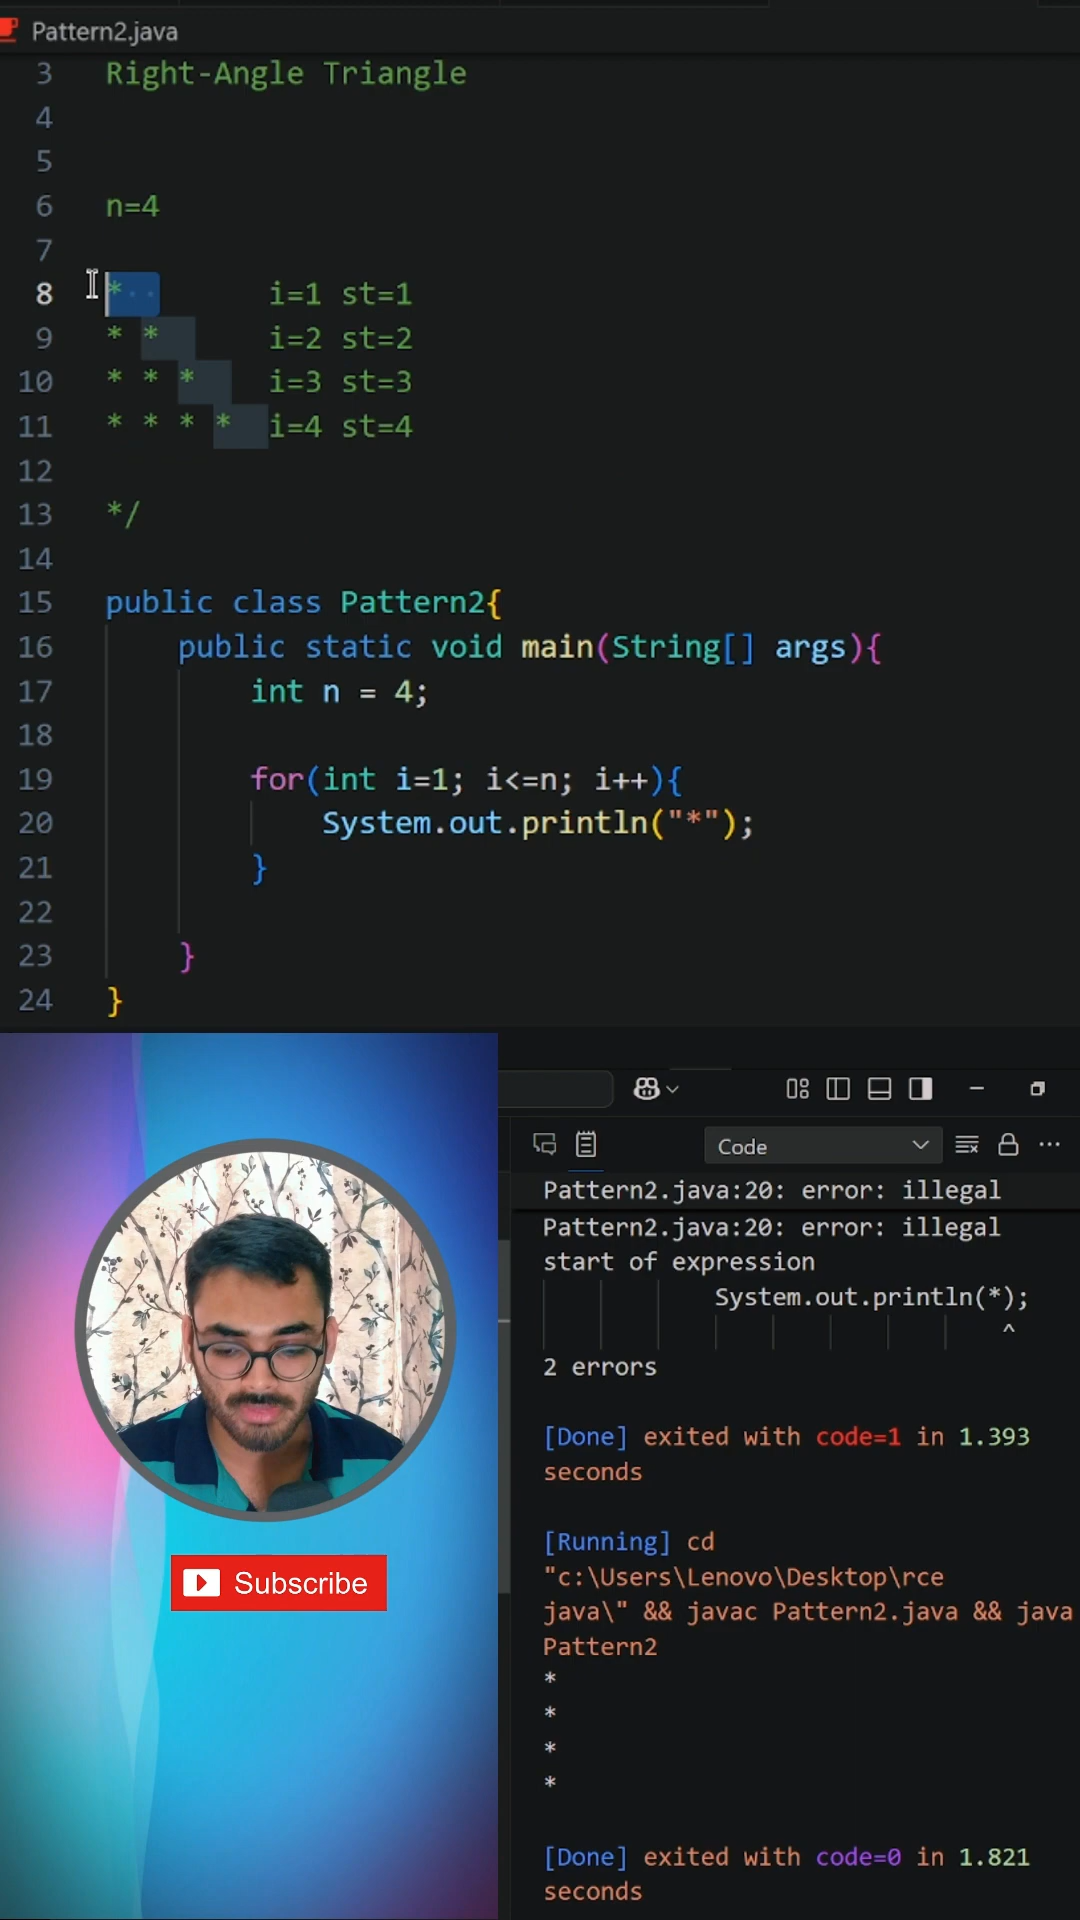 Pattern2.java
3 Right-Angle Triangle
4
5
6 n=4
7
8 * i=1 st=1
9 * * i=2 st=2
10 * * * i=3 st=3
11 * * * * i=4 st=4
12
13 */
14
15 public class Pattern2{
16 public static void main(String[] args){
17 int n = 4;
18
19 for(int i=1; i<=n; i++){
20 System.out.println("*");
21 }
22
23 }
24 }
Code
Pattern2.java:20: error: illegal
Pattern2.java:20: error: illegal
start of expression
System.out.println(*);
^
2 errors
[Done] exited with code=1 in 1.393
seconds
[Running] cd
"c:\Users\Lenovo\Desktop\rce
java\" && javac Pattern2.java && java
Pattern2
*
*
*
*
[Done] exited with code=0 in 1.821
seconds
Subscribe